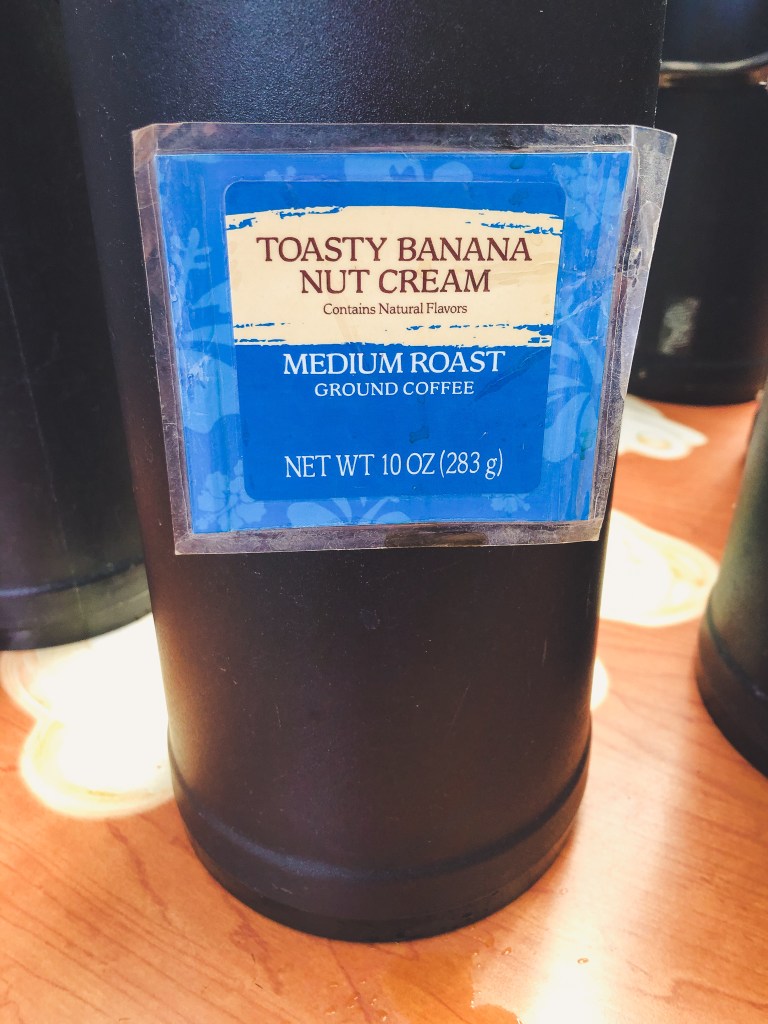 TOASTY BANANA
NUT CREAM
Contains Natural Flavors
MEDIUM ROAST
GROUND COFFEE
NET WT 10 OZ (283 g)